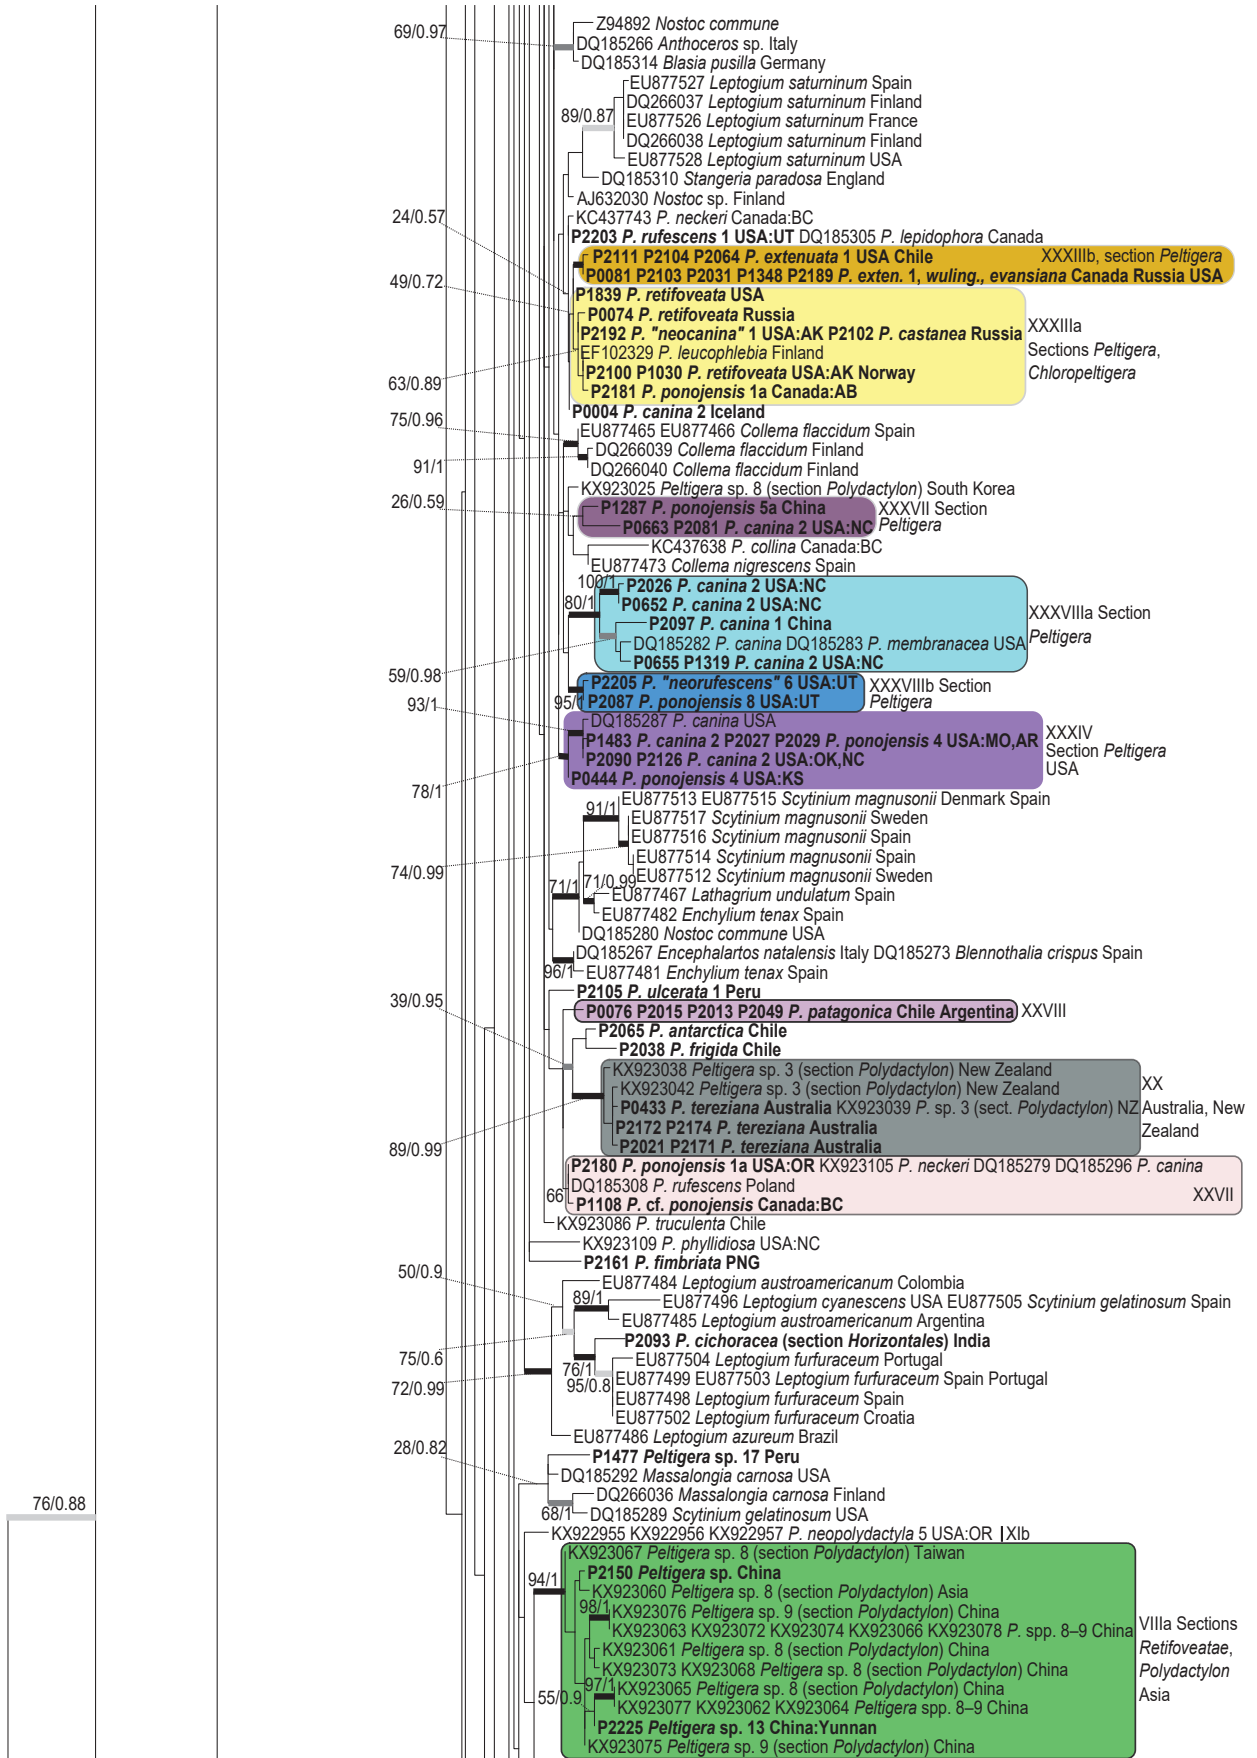 Z94892 Nostoc commune
69/0.97
DQ185266 Anthoceros sp. Italy
DQ185314 Blasia pusilla Germany
EU877527 Leptogium saturninum Spain
DQ266037 Leptogium saturninum Finland
89/0.87
EU877526 Leptogium saturninum France
DQ266038 Leptogium saturninum Finland
EU877528 Leptogium saturninum USA
DQ185310 Stangeria paradosa England
AJ632030 Nostoc sp. Finland
24/0.57
KC437743 P. neckeri Canada:BC
P2203 P. rufescens 1 USA:UT DQ185305 P. lepidophora Canada
P2111 P2104 P2064 P. extenuata 1 USA Chile XXXIIIb, section Peltigera
P0081 P2103 P2031 P1348 P2189 P. exten. 1, wuling., evansiana Canada Russia USA
49/0.72
P1839 P. retifoveata USA
P0074 P. retifoveata Russia
XXXIIIa
P2192 P. "neocanina" 1 USA:AK P2102 P. castanea Russia
EF102329 P. leucophlebia Finland
Sections Peltigera,
P2100 P1030 P. retifoveata USA:AK Norway
Chloropeltigera
63/0.89
P2181 P. ponojensis 1a Canada:AB
P0004 P. canina 2 Iceland
75/0.96
EU877465 EU877466 Collema flaccidum Spain
DQ266039 Collema flaccidum Finland
91/1
DQ266040 Collema flaccidum Finland
KX923025 Peltigera sp. 8 (section Polydactylon) South Korea
26/0.59
P1287 P. ponojensis 5a China
XXXVII Section
P0663 P2081 P. canina 2 USA:NC
Peltigera
KC437638 P. collina Canada:BC
EU877473 Collema nigrescens Spain
100/1
P2026 P. canina 2 USA:NC
80/1
P0652 P. canina 2 USA:NC
XXXVIIIa Section
P2097 P. canina 1 China
Peltigera
DQ185282 P. canina DQ185283 P. membranacea USA
P0655 P1319 P. canina 2 USA:NC
59/0.98
P2205 P. "neorufescens" 6 USA:UT
XXXVIIIb Section
95/1
P2087 P. ponojensis 8 USA:UT
Peltigera
93/1
DQ185287 P. canina USA
XXXIV
P1483 P. canina 2 P2027 P2029 P. ponojensis 4 USA:MO,AR
Section Peltigera
P2090 P2126 P. canina 2 USA:OK,NC
USA
P0444 P. ponojensis 4 USA:KS
78/1
EU877513 EU877515 Scytinium magnusonii Denmark Spain
91/1
EU877517 Scytinium magnusonii Sweden
EU877516 Scytinium magnusonii Spain
EU877514 Scytinium magnusonii Spain
74/0.99
EU877512 Scytinium magnusonii Sweden
71/1
71/0.99
EU877467 Lathagrium undulatum Spain
EU877482 Enchylium tenax Spain
DQ185280 Nostoc commune USA
DQ185267 Encephalartos natalensis Italy DQ185273 Blennothalia crispus Spain
96/1
EU877481 Enchylium tenax Spain
P2105 P. ulcerata 1 Peru
39/0.95
P0076 P2015 P2013 P2049 P. patagonica Chile Argentina XXVIII
P2065 P. antarctica Chile
P2038 P. frigida Chile
KX923038 Peltigera sp. 3 (section Polydactylon) New Zealand
KX923042 Peltigera sp. 3 (section Polydactylon) New Zealand
XX
P0433 P. tereziana Australia KX923039 P. sp. 3 (sect. Polydactylon) NZ
Australia, New
P2172 P2174 P. tereziana Australia
Zealand
89/0.99
P2021 P2171 P. tereziana Australia
P2180 P. ponojensis 1a USA:OR KX923105 P. neckeri DQ185279 DQ185296 P. canina
DQ185308 P. rufescens Poland
XXVII
66
P1108 P. cf. ponojensis Canada:BC
KX923086 P. truculenta Chile
KX923109 P. phyllidiosa USA:NC
P2161 P. fimbriata PNG
50/0.9
EU877484 Leptogium austroamericanum Colombia
89/1
EU877496 Leptogium cyanescens USA EU877505 Scytinium gelatinosum Spain
EU877485 Leptogium austroamericanum Argentina
P2093 P. cichoracea (section Horizontales) India
75/0.6
EU877504 Leptogium furfuraceum Portugal
76/1
EU877499 EU877503 Leptogium furfuraceum Spain Portugal
72/0.99
95/0.8
EU877498 Leptogium furfuraceum Spain
EU877502 Leptogium furfuraceum Croatia
EU877486 Leptogium azureum Brazil
28/0.82
P1477 Peltigera sp. 17 Peru
DQ185292 Massalongia carnosa USA
DQ266036 Massalongia carnosa Finland
76/0.88
68/1
DQ185289 Scytinium gelatinosum USA
KX922955 KX922956 KX922957 P. neopolydactyla 5 USA:OR |XIb
KX923067 Peltigera sp. 8 (section Polydactylon) Taiwan
94/1
P2150 Peltigera sp. China
KX923060 Peltigera sp. 8 (section Polydactylon) Asia
98/1
KX923076 Peltigera sp. 9 (section Polydactylon) China
KX923063 KX923072 KX923074 KX923066 KX923078 P. spp. 8–9 China
VIIIa Sections
KX923061 Peltigera sp. 8 (section Polydactylon) China
Retifoveatae,
KX923073 KX923068 Peltigera sp. 8 (section Polydactylon) China
Polydactylon
97/1
KX923065 Peltigera sp. 8 (section Polydactylon) China
Asia
55/0.9
KX923077 KX923062 KX923064 Peltigera spp. 8–9 China
P2225 Peltigera sp. 13 China:Yunnan
KX923075 Peltigera sp. 9 (section Polydactylon) China